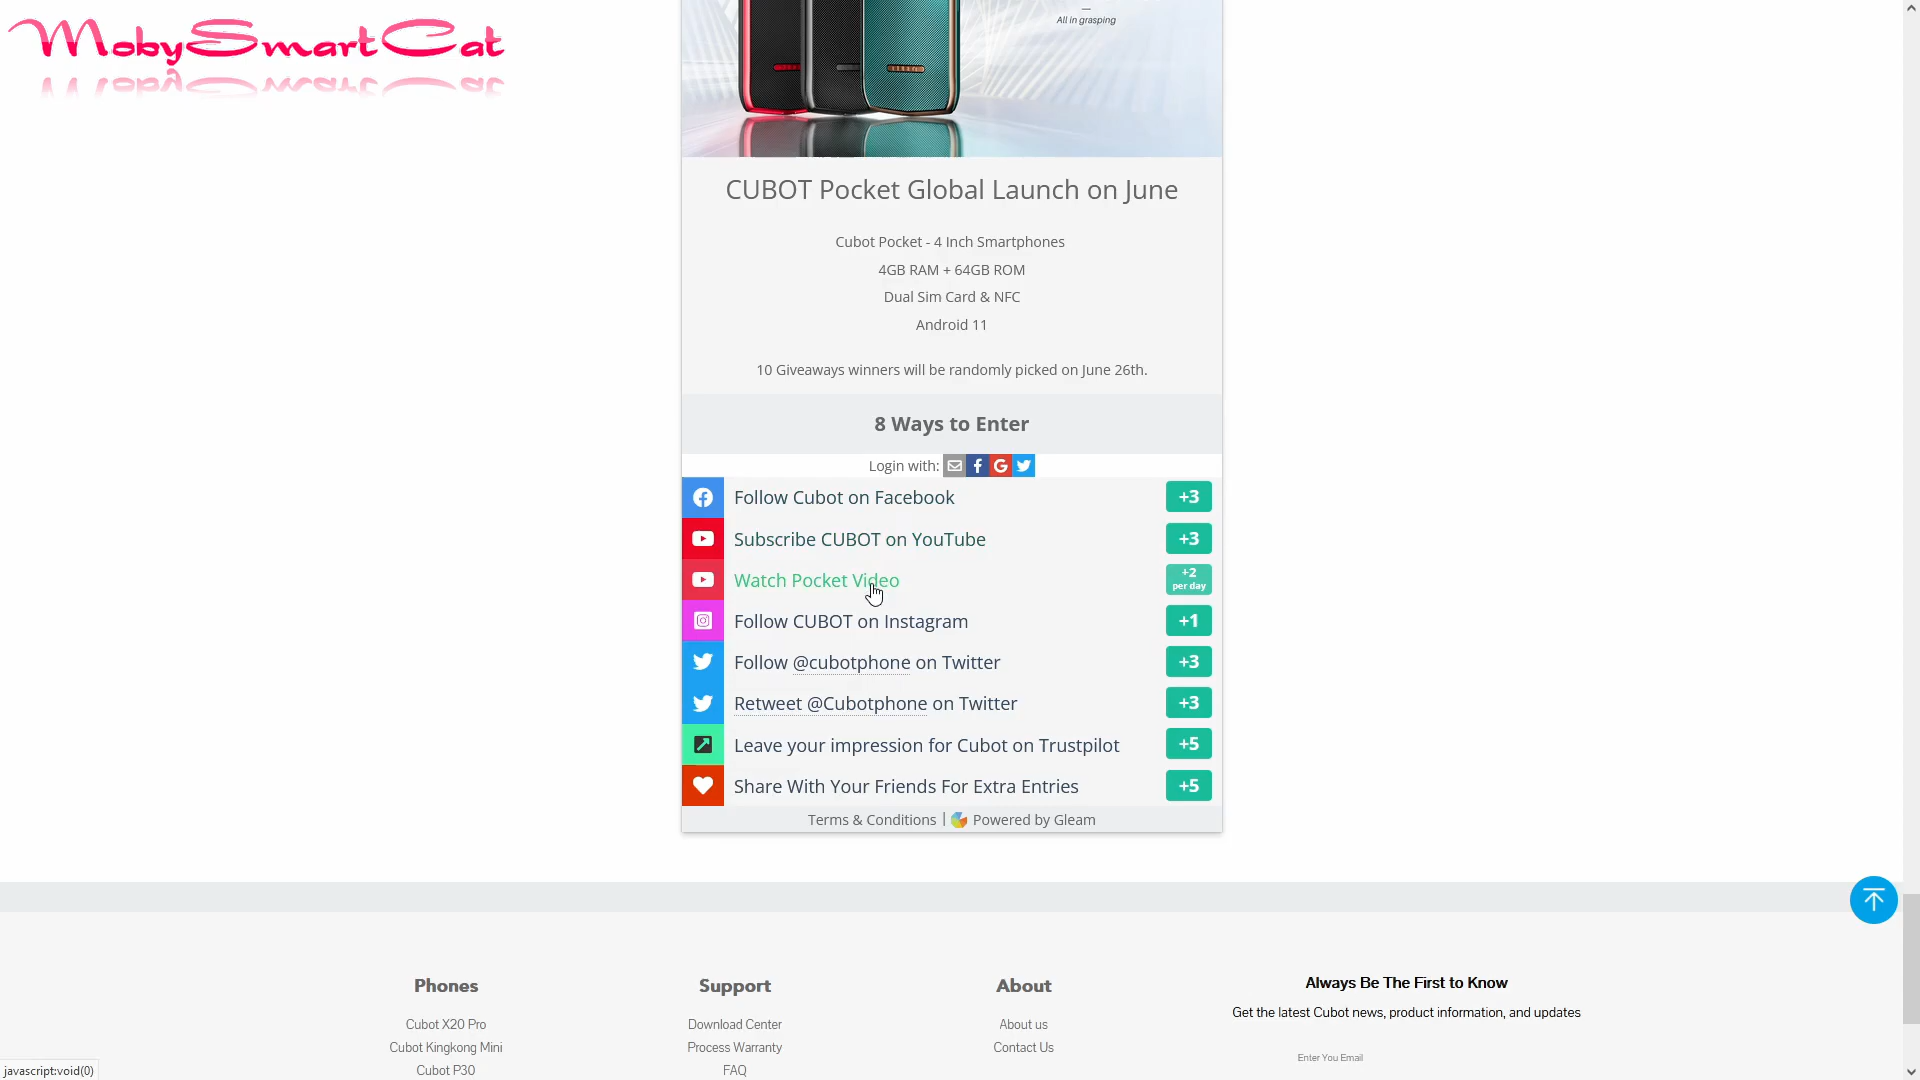 MobySmartCat
All in grasping
CUBOT Pocket Global Launch on June
Cubot Pocket - 4 Inch Smartphones
4GB RAM + 64GB ROM
Dual Sim Card & NFC
Android 11
10 Giveaways winners will be randomly picked on June 26th.
8 Ways to Enter
Login with:
Follow Cubot on Facebook +3
Subscribe CUBOT on YouTube +3
Watch Pocket Video +2 per day
Follow CUBOT on Instagram +1
Follow @cubotphone on Twitter +3
Retweet @Cubotphone on Twitter +3
Leave your impression for Cubot on Trustpilot +5
Share With Your Friends For Extra Entries +5
Terms & Conditions | Powered by Gleam
Phones
Cubot X20 Pro
Cubot Kingkong Mini
Cubot P30
Support
Download Center
Process Warranty
FAQ
About
About us
Contact Us
Always Be The First to Know
Get the latest Cubot news, product information, and updates
Enter You Email
javascript:void(0)